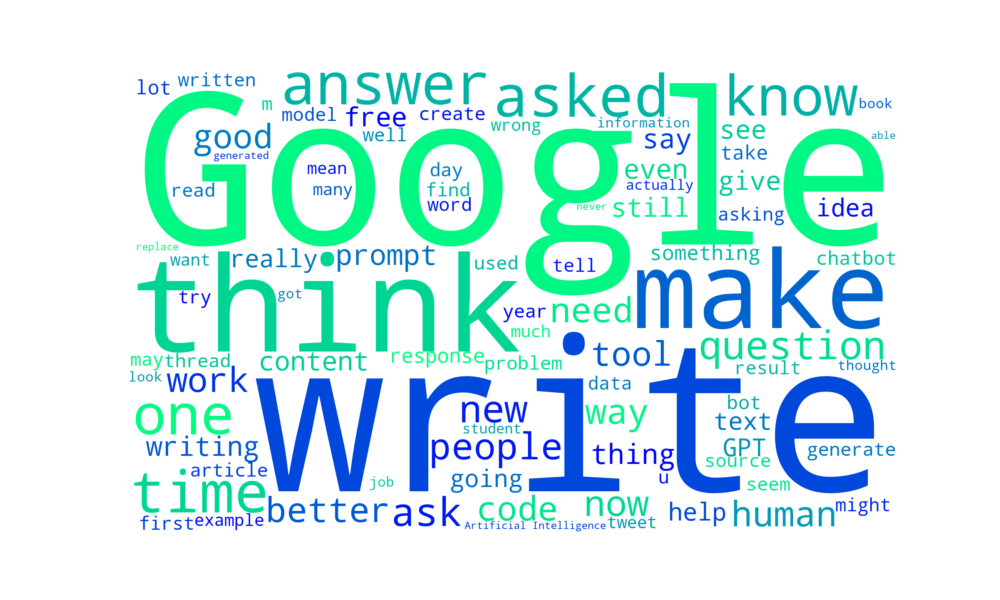 lot written answer asked know book
m model free create wrong information
good well say see able
generated Google
read mean day even take
many find actually give
word never still asking idea
replace
want really prompt used tell something chatbot
try think got make
year need
much question
may thread content response problem tool result thought
look work write data
one new way bot
student text
writing people thing GPT generate
article going u source
time job seem
first example better ask code now help human might
Artificial Intelligence tweet